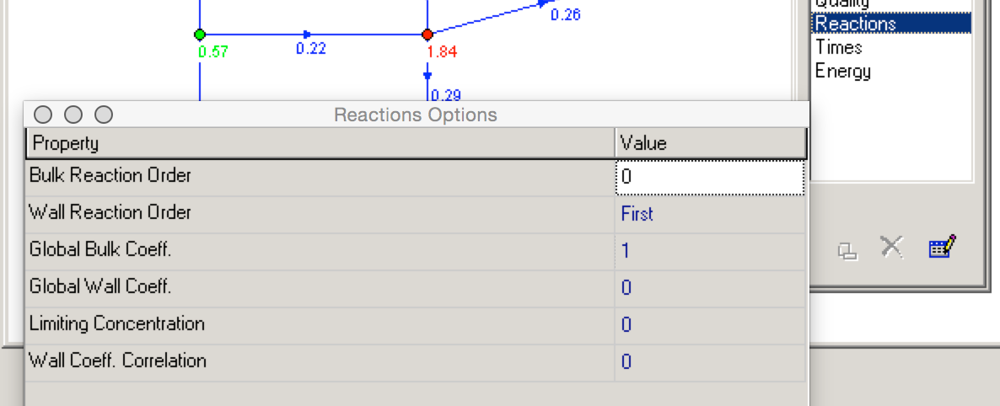 0.26
Quality
Reactions
0.57
0.22
1.84
Times
Energy
0.29
Reactions Options
Property Value
Bulk Reaction Order 0
Wall Reaction Order First
Global Bulk Coeff. 1
Global Wall Coeff. 0
Limiting Concentration 0
Wall Coeff. Correlation 0